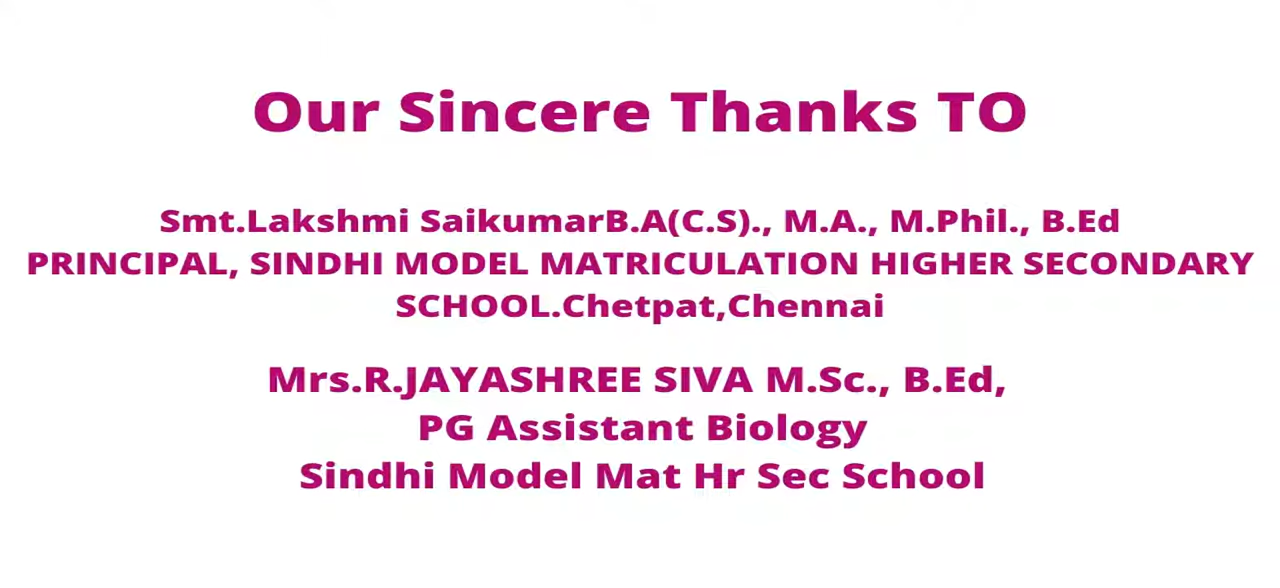 Our Sincere Thanks TO
Smt.Lakshmi SaikumarB.A(C.S)., M.A., M.Phil., B.Ed
PRINCIPAL, SINDHI MODEL MATRICULATION HIGHER SECONDARY
SCHOOL.Chetpat,Chennai
Mrs.R.JAYASHREE SIVA M.Sc., B.Ed,
PG Assistant Biology
Sindhi Model Mat Hr Sec School